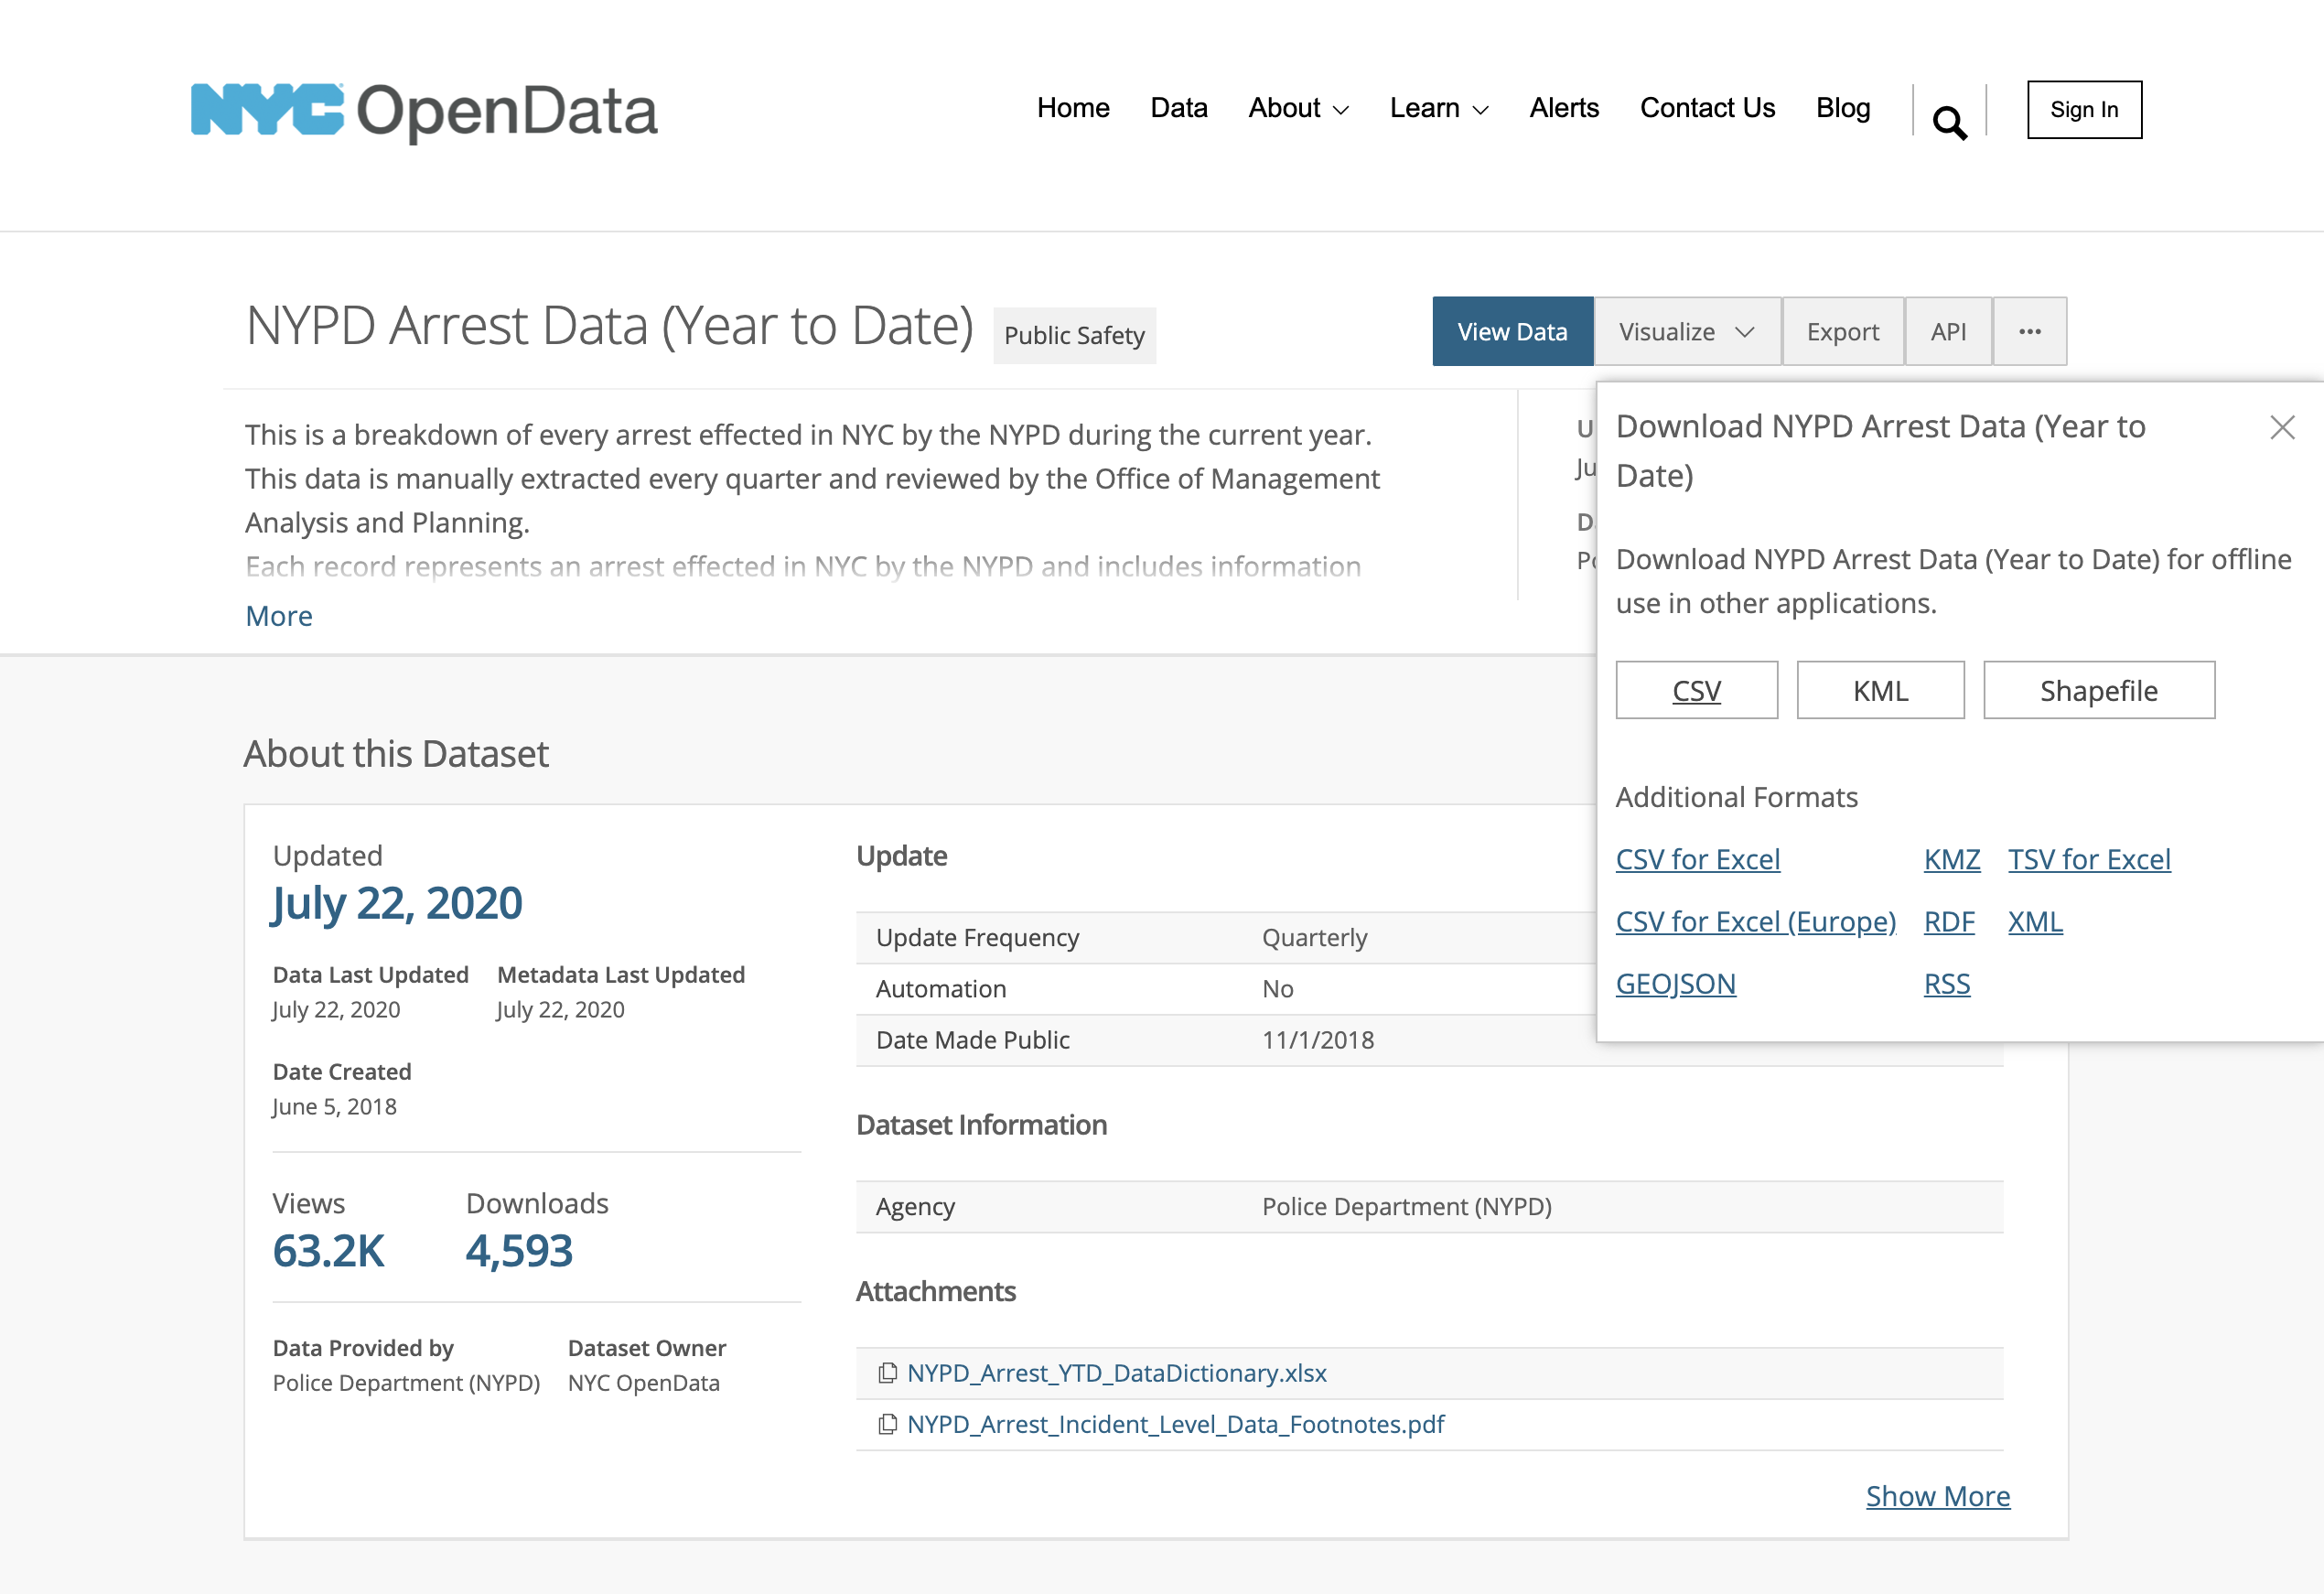 NYC OpenData
Home Data About Learn Alerts Contact Us Blog Sign In
NYPD Arrest Data (Year to Date) Public Safety
View Data Visualize Export API ...
This is a breakdown of every arrest effected in NYC by the NYPD during the current year.
This data is manually extracted every quarter and reviewed by the Office of Management
Analysis and Planning.
Each record represents an arrest effected in NYC by the NYPD and includes information
More
Download NYPD Arrest Data (Year to
Date)
Download NYPD Arrest Data (Year to Date) for offline
use in other applications.
CSV KML Shapefile
Additional Formats
CSV for Excel KMZ TSV for Excel
CSV for Excel (Europe) RDF XML
GEOJSON RSS
About this Dataset
Updated
July 22, 2020
Data Last Updated Metadata Last Updated
July 22, 2020 July 22, 2020
Date Created
June 5, 2018
Views Downloads
63.2K 4,593
Data Provided by Dataset Owner
Police Department (NYPD) NYC OpenData
Update
Update Frequency Quarterly
Automation No
Date Made Public 11/1/2018
Dataset Information
Agency Police Department (NYPD)
Attachments
NYPD_Arrest_YTD_DataDictionary.xlsx
NYPD_Arrest_Incident_Level_Data_Footnotes.pdf
Show More